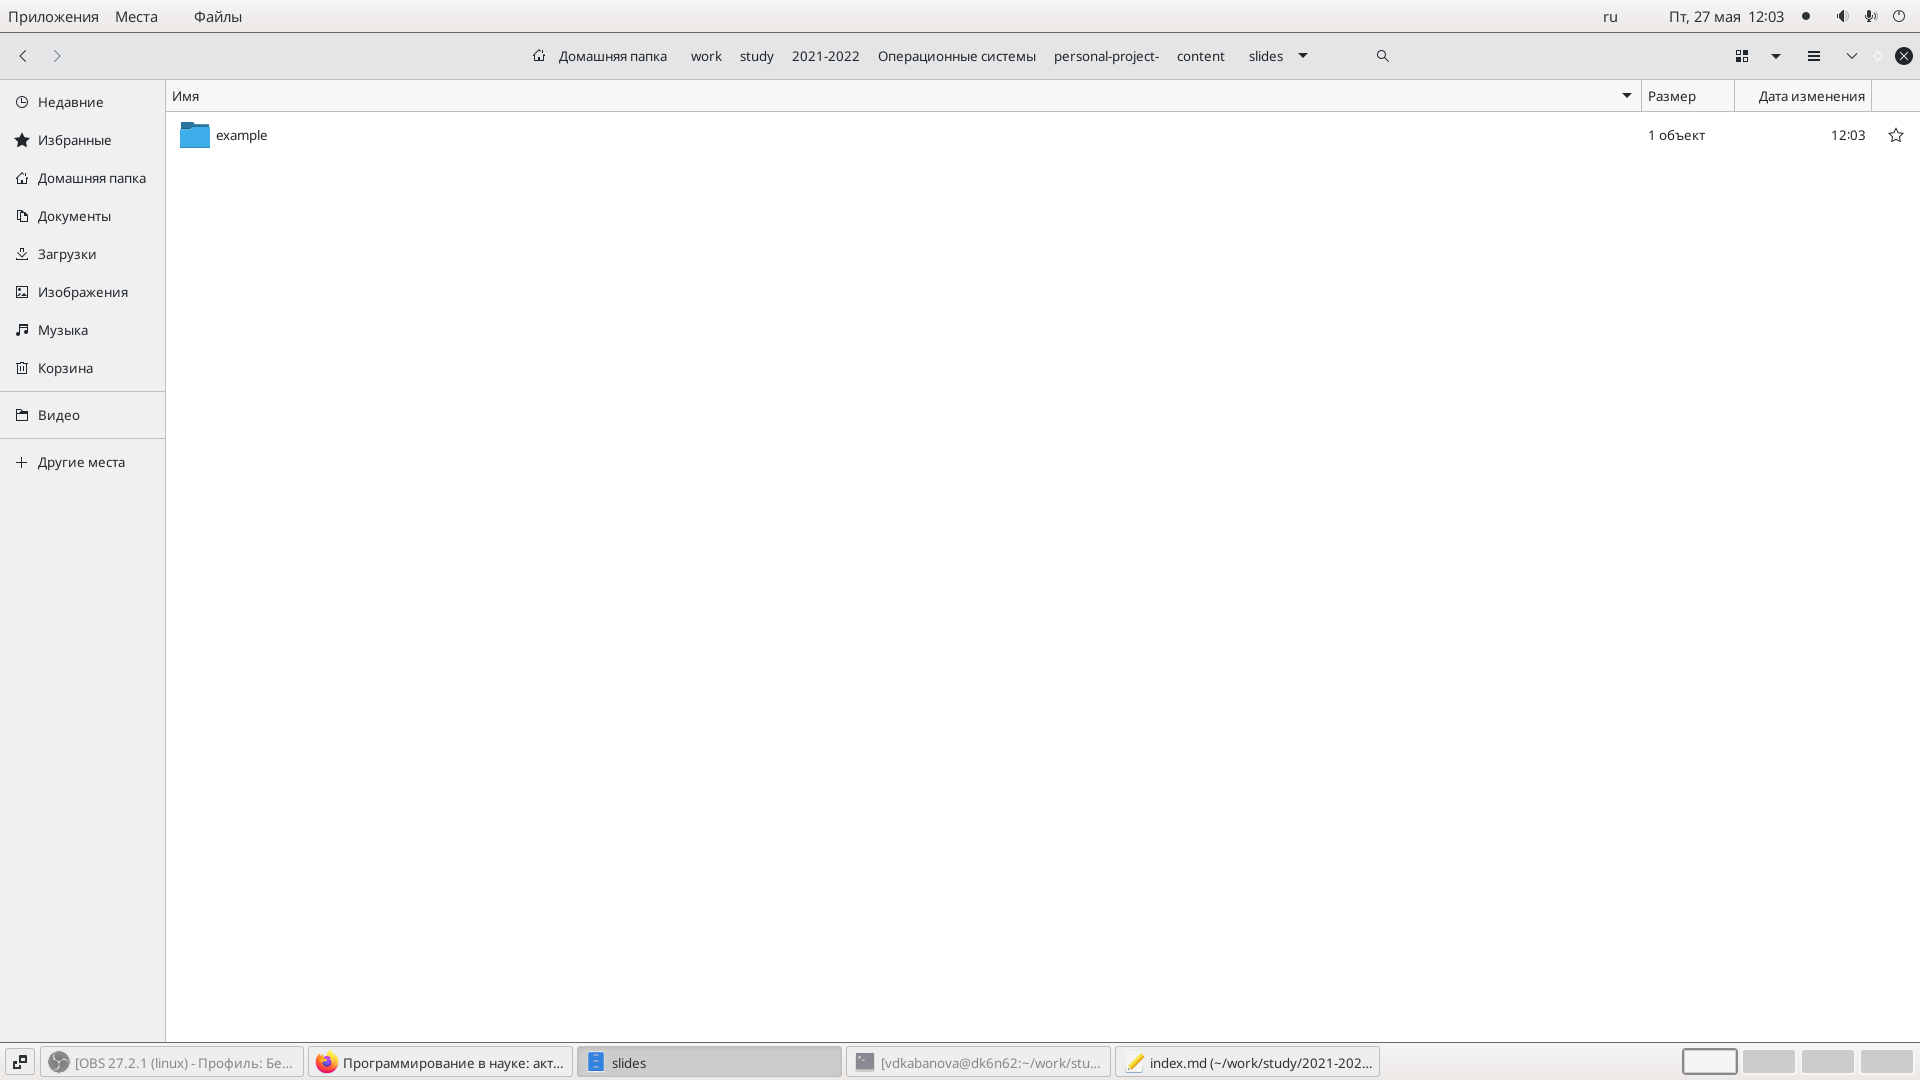 Приложения Места Файлы ru Пт, 27 мая 12:03
Домашняя папка work study 2021-2022 Операционные системы personal-project- content slides
Имя Размер Дата изменения
example 1 объект 12:03
Недавние
Избранные
Домашняя папка
Документы
Загрузки
Изображения
Музыка
Корзина
Видео
Другие места
[OBS 27.2.1 (linux) - Профиль: Бе… Программирование в науке: акт… slides [vdkabanova@dk6n62:~/work/stu… index.md (~/work/study/2021-202…